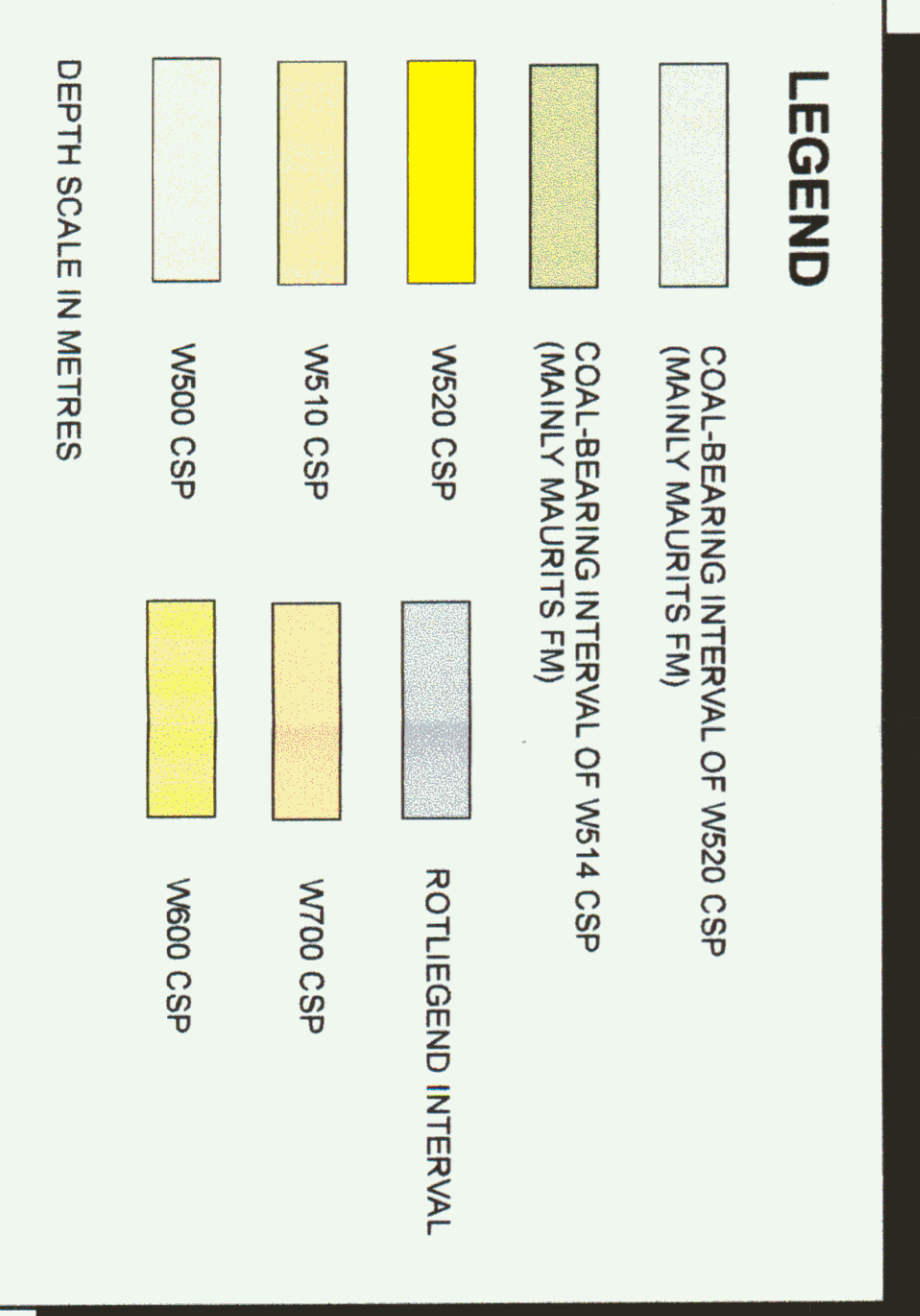 LEGEND
COAL-BEARING INTERVAL OF W520 CSP
(MAINLY MAURITS FM)
COAL-BEARING INTERVAL OF W514 CSP
(MAINLY MAURITS FM)
W520 CSP
ROTLIEGEND INTERVAL
W510 CSP
W700 CSP
W500 CSP
W600 CSP
DEPTH SCALE IN METRES